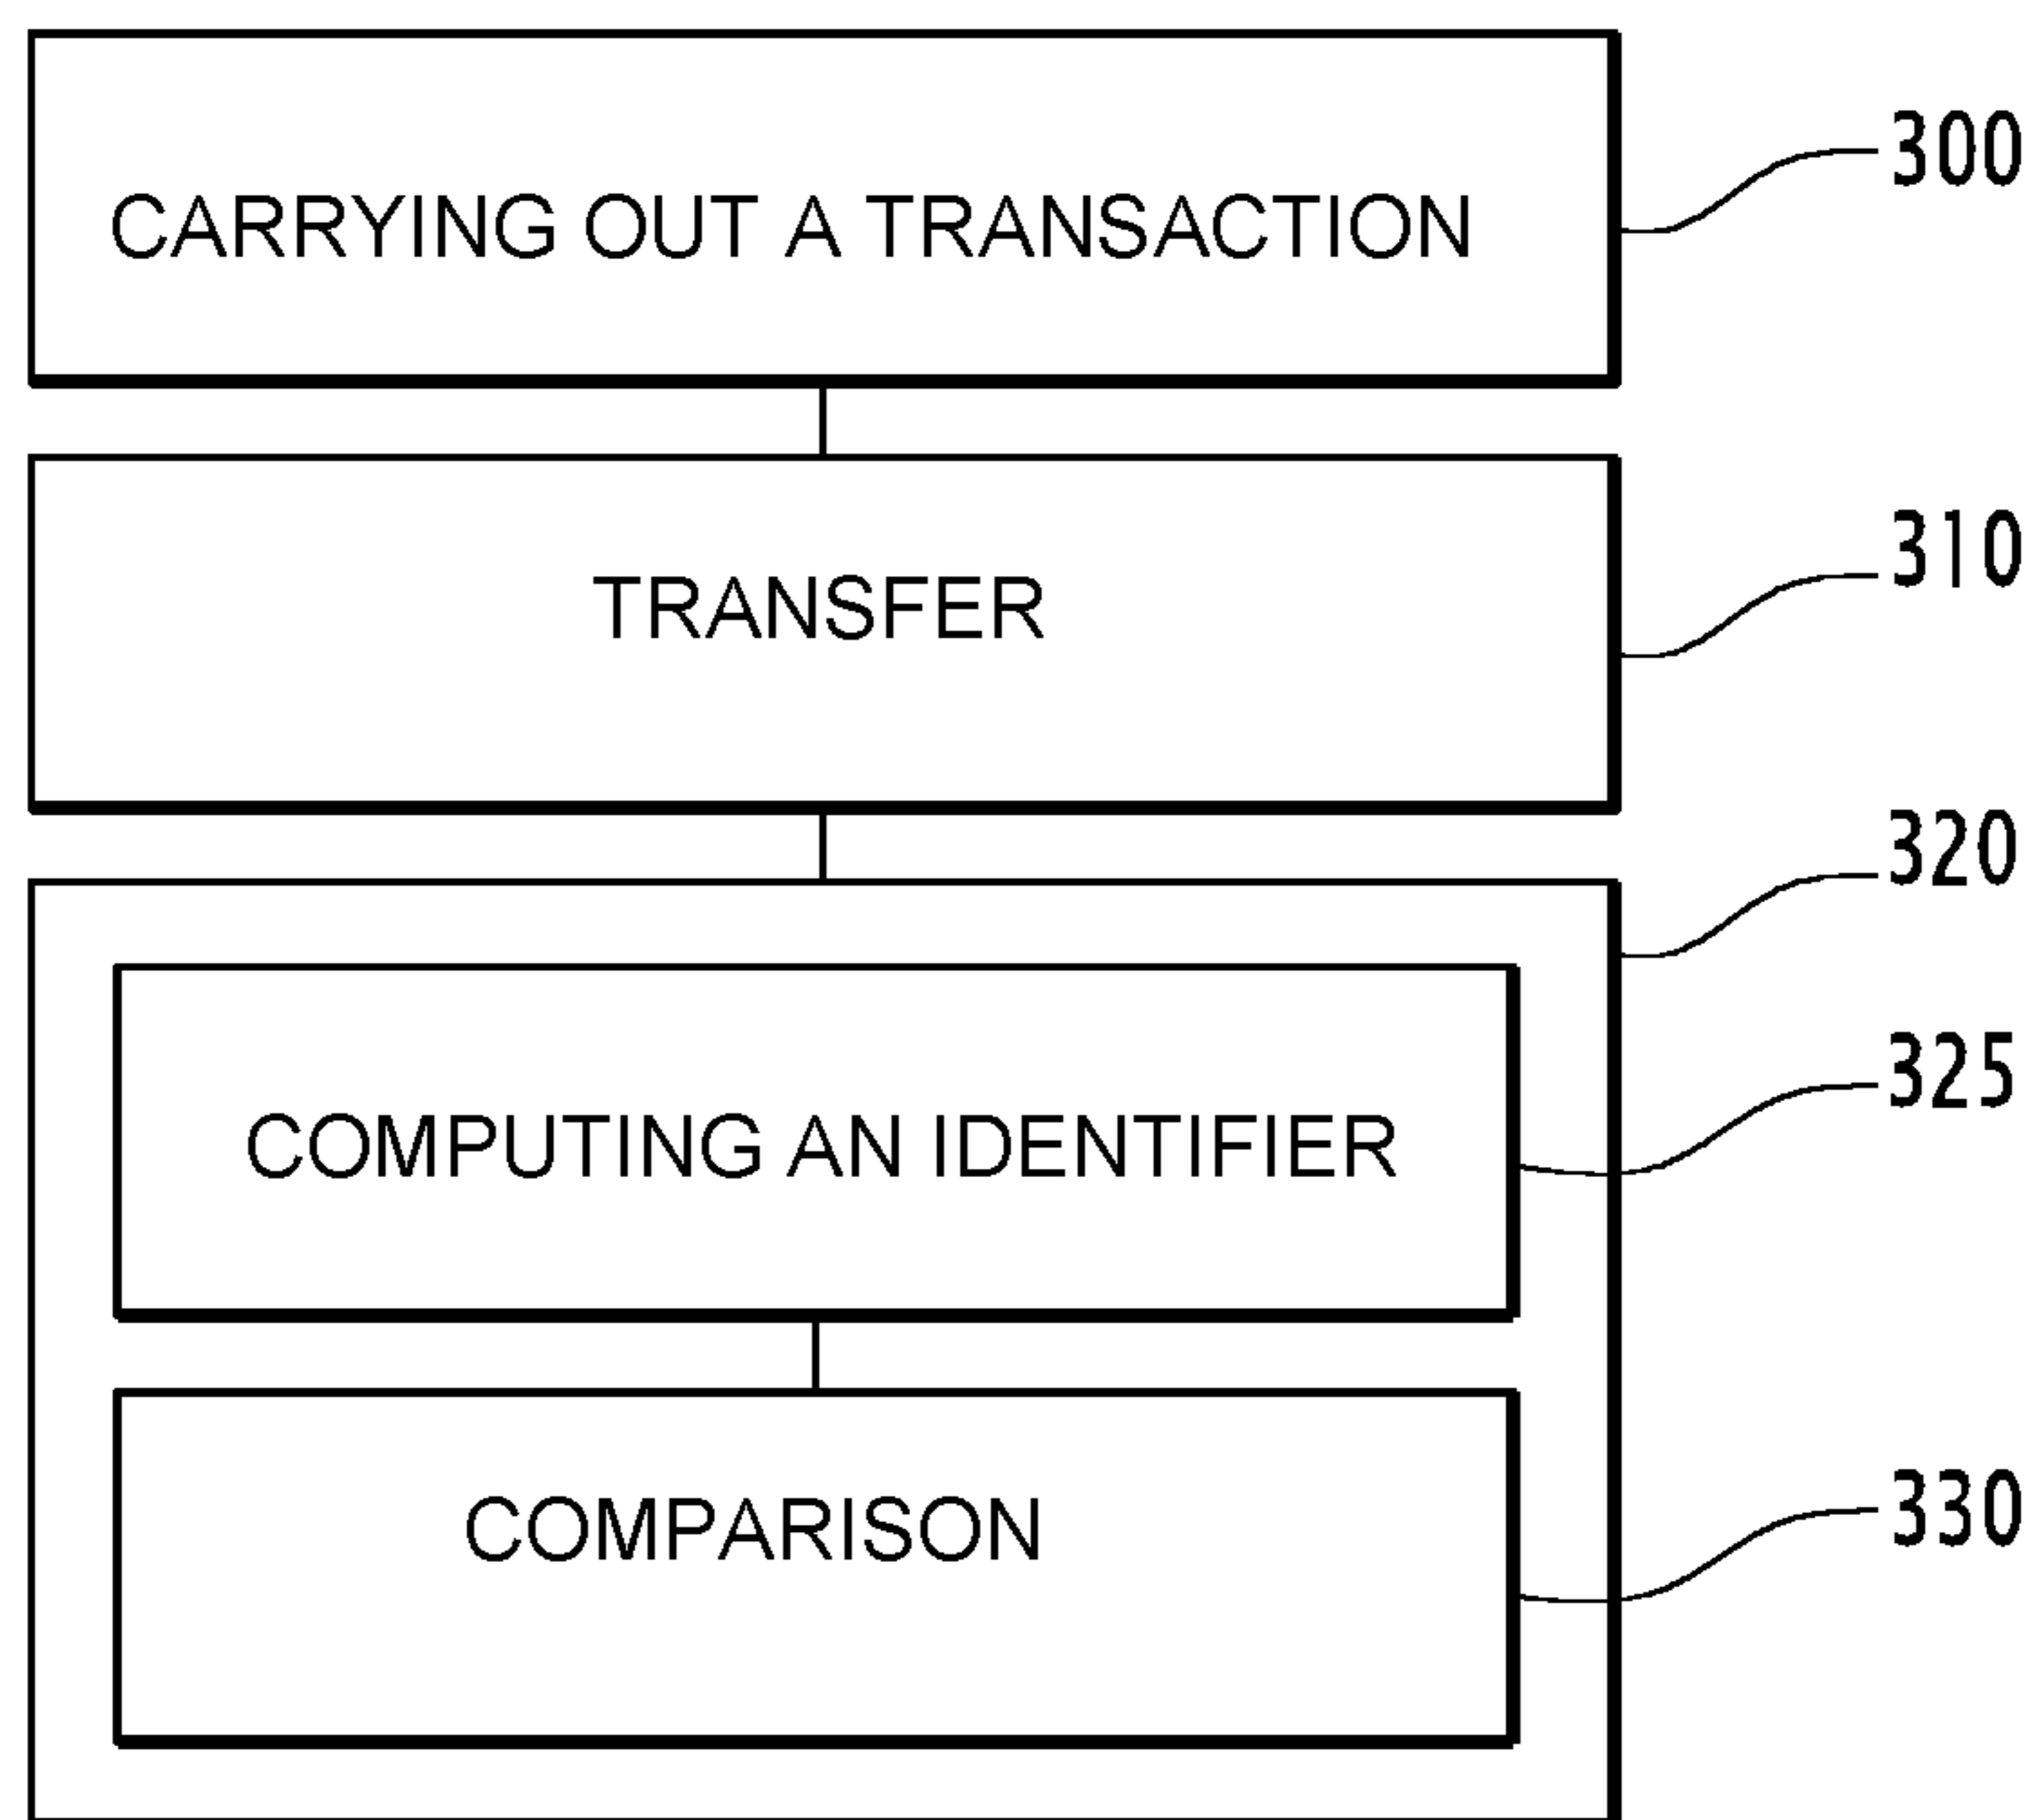 CARRYING OUT A TRANSACTION
300
TRANSFER
310
320
COMPUTING AN IDENTIFIER
325
COMPARISON
330